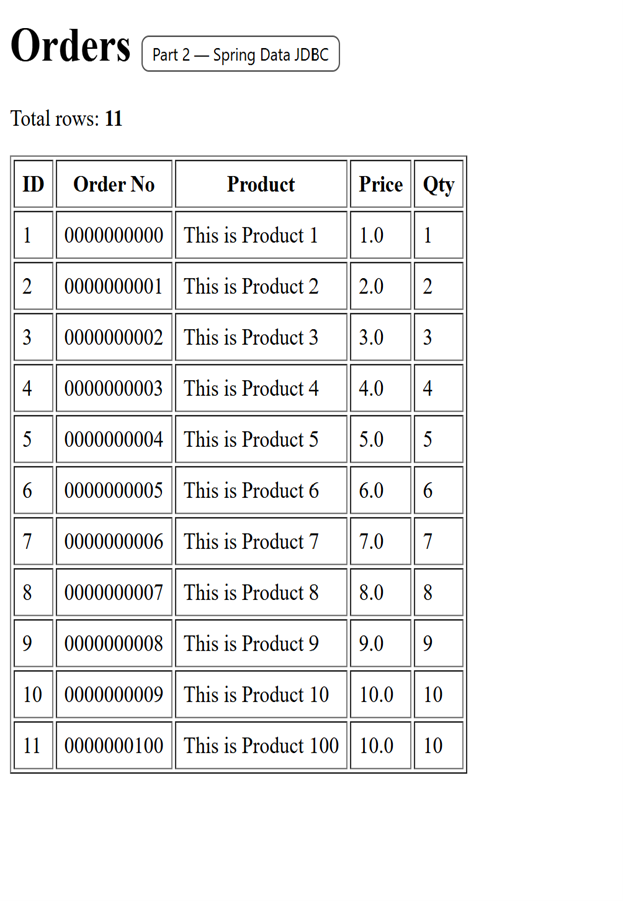 Orders Part 2 — Spring Data JDBC
Total rows: 11
ID Order No Product Price Qty
1 0000000000 This is Product 1 1.0 1
2 0000000001 This is Product 2 2.0 2
3 0000000002 This is Product 3 3.0 3
4 0000000003 This is Product 4 4.0 4
5 0000000004 This is Product 5 5.0 5
6 0000000005 This is Product 6 6.0 6
7 0000000006 This is Product 7 7.0 7
8 0000000007 This is Product 8 8.0 8
9 0000000008 This is Product 9 9.0 9
10 0000000009 This is Product 10 10.0 10
11 0000000100 This is Product 100 10.0 10